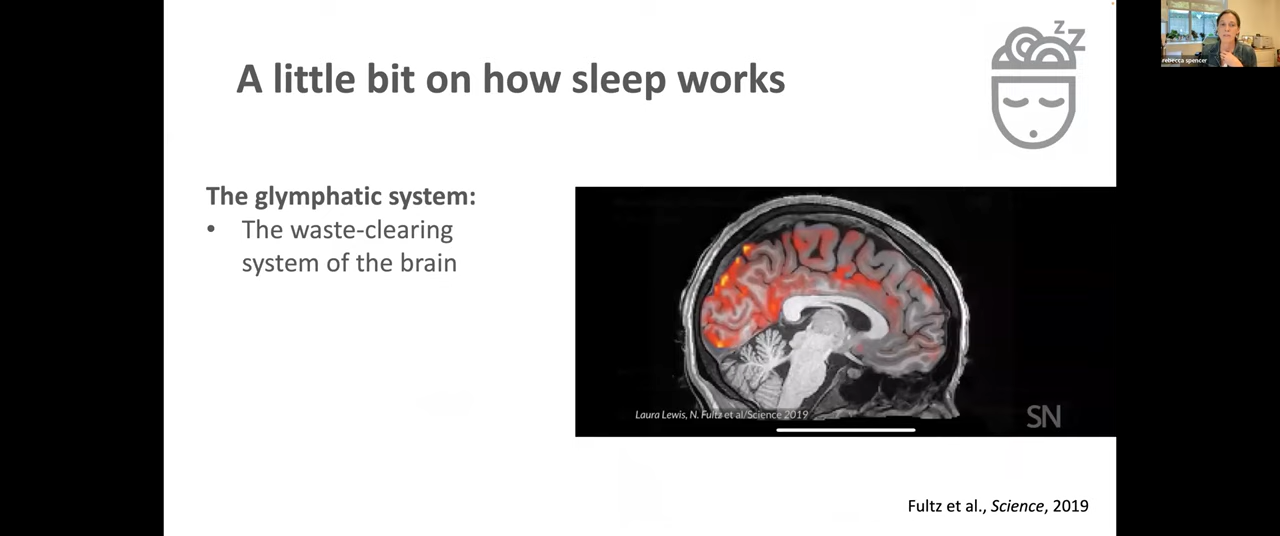 A little bit on how sleep works
z
Z
rebecca spencer
The glymphatic system:
• The waste-clearing
system of the brain
Laura Lewis, N. Fultz et al/Science 2019
SN
Fultz et al., Science, 2019